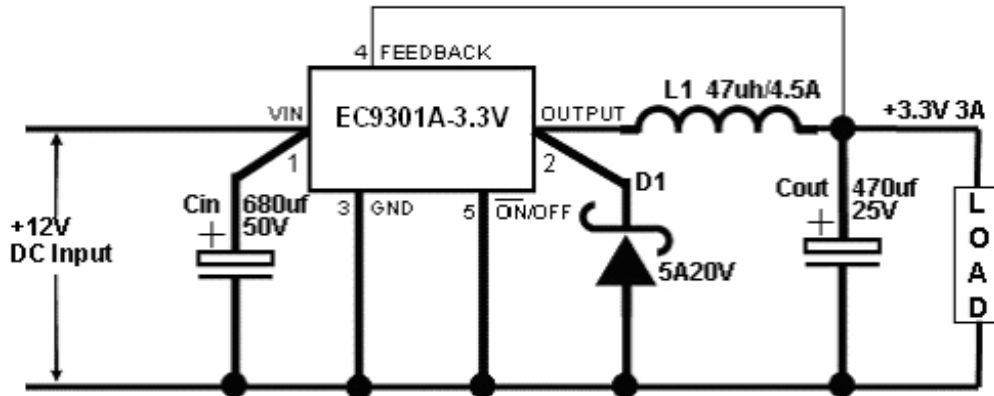 4 FEEDBACK
VIN
EC9301A-3.3V
OUTPUT
L1 47uh/4.5A
+3.3V 3A
1
2
D1
Cin
680uf
50V
+
3
GND
5
ON/OFF
Cout
470uf
25V
+
+12V
DC Input
5A20V
LOAD